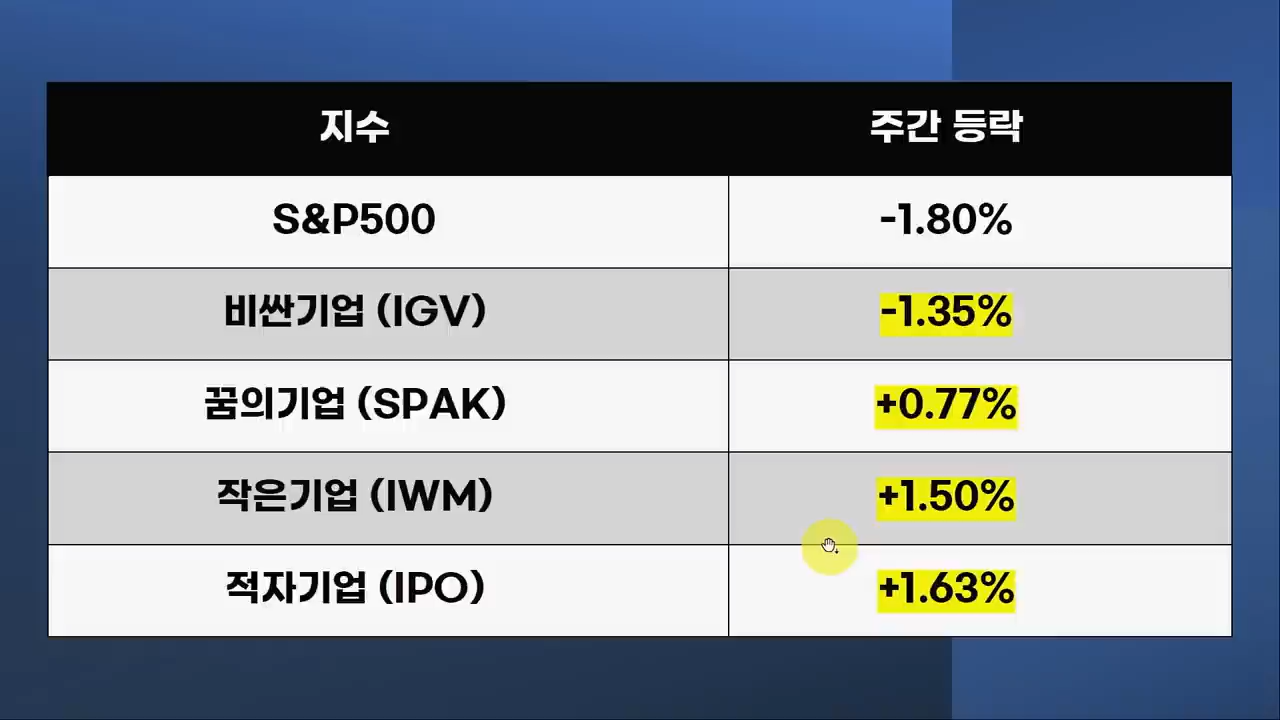 지수 주간 등락
S&P500 -1.80%
비싼기업 (IGV) -1.35%
꿈의기업 (SPAK) +0.77%
작은기업 (IWM) +1.50%
적자기업 (IPO) +1.63%